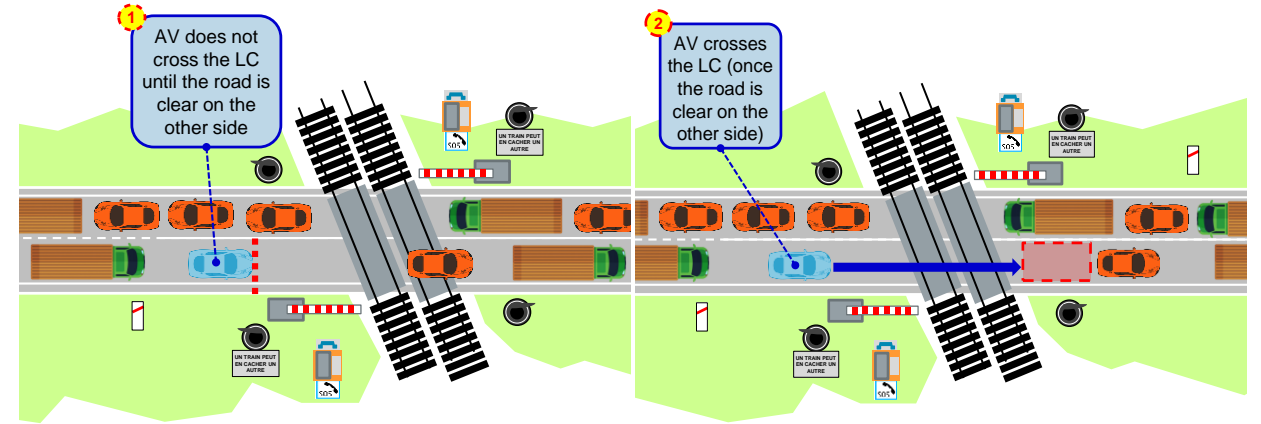 1
AV does not
cross the LC
until the road is
clear on the
other side
SOS
UN TRAIN PEUT
EN CACHER UN
AUTRE
UN TRAIN PEUT
EN CACHER UN
AUTRE
SOS
2
AV crosses
the LC (once
the road is
clear on the
other side)
SOS
UN TRAIN PEUT
EN CACHER UN
AUTRE
UN TRAIN PEUT
EN CACHER UN
AUTRE
SOS